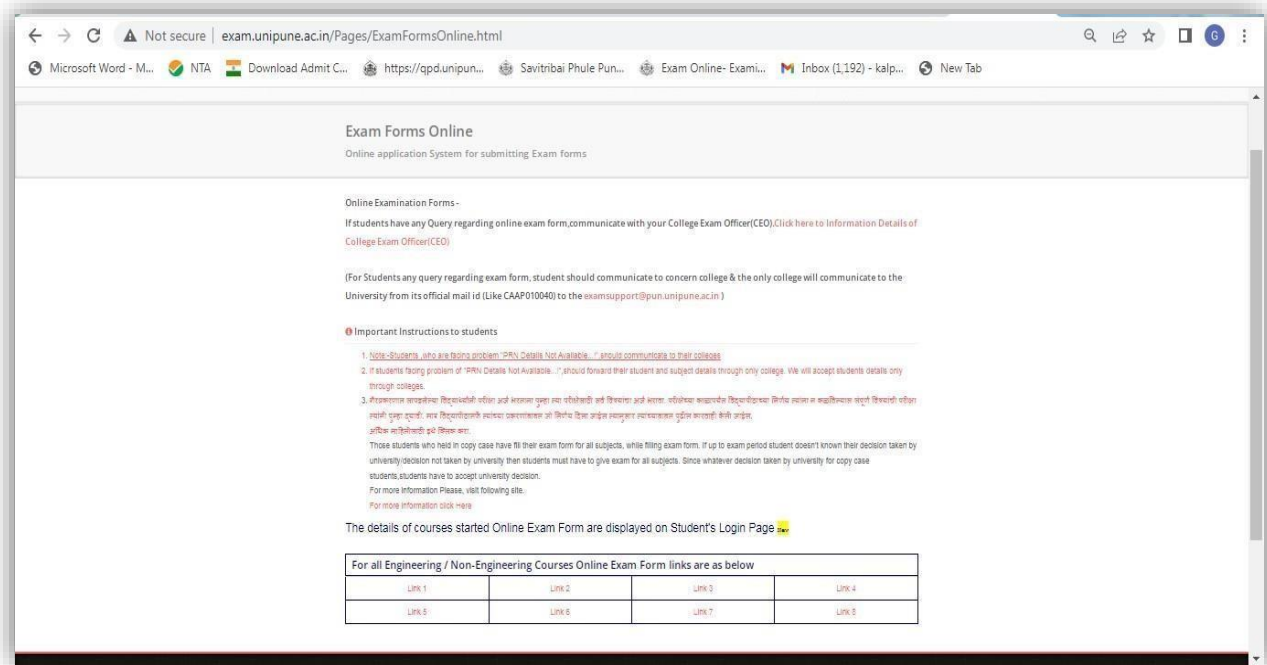 Not secure | exam.unipune.ac.in/Pages/ExamFormsOnline.html
G
Microsoft Word - M... NTA Download Admit C... https://qpd.unipun... Savitribai Phule Pun... Exam Online- Exami... Inbox (1,192) - kalp... New Tab
Exam Forms Online
Online application System for submitting Exam forms
Online Examination Forms -
If students have any Query regarding online exam form,communicate with your College Exam Officer(CEO).Click here to Information Details of
College Exam Officer(CEO)
(For Students any query regarding exam form, student should communicate to concern college & the only college will communicate to the
University from its official mail id (Like CAAP010040) to the examsupport@pun.unipune.ac.in )
Important Instructions to students
1. Note:-Students ,who are facing problem "PRN Details Not Available...!",should communicate to their colleges
2. If students facing problem of "PRN Details Not Available...!",should forward their student and subject details through only college. We will accept students details only
through colleges.
3.
अधिक माहितीसाठी इथे क्लिक करा.
Those students who held in copy case have fill their exam form for all subjects, while filling exam form. If up to exam period student doesn't known their decision taken by
university/decision not taken by university then students must have to give exam for all subjects. Since whatever decision taken by university for copy case
students,students have to accept university decision.
For more Information Please, visit following site.
For more information click Here
The details of courses started Online Exam Form are displayed on Student's Login Page
For all Engineering / Non-Engineering Courses Online Exam Form links are as below
Link 1 Link 2 Link 3 Link 4
Link 5 Link 6 Link 7 Link 8